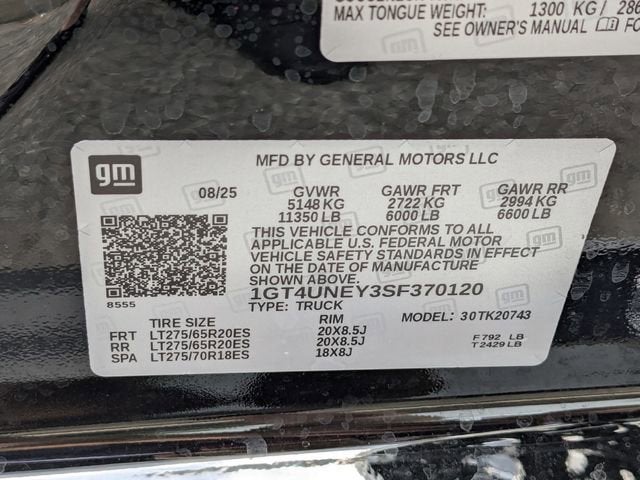 MAX TONGUE WEIGHT: 1300 KG / 286
SEE OWNER'S MANUAL FO
gm
MFD BY GENERAL MOTORS LLC
08/25
GVWR GAWR FRT GAWR RR
5148 KG 2722 KG 2994 KG
11350 LB 6000 LB 6600 LB
THIS VEHICLE CONFORMS TO ALL
APPLICABLE U.S. FEDERAL MOTOR
VEHICLE SAFETY STANDARDS IN EFFECT
ON THE DATE OF MANUFACTURE
SHOWN ABOVE.
8555
1GT4UNEY3SF370120
TYPE: TRUCK MODEL: 30TK20743
TIRE SIZE RIM
FRT LT275/65R20ES 20X8.5J
RR LT275/65R20ES 20X8.5J
SPA LT275/70R18ES 18X8J
F 792 LB
T 2429 LB